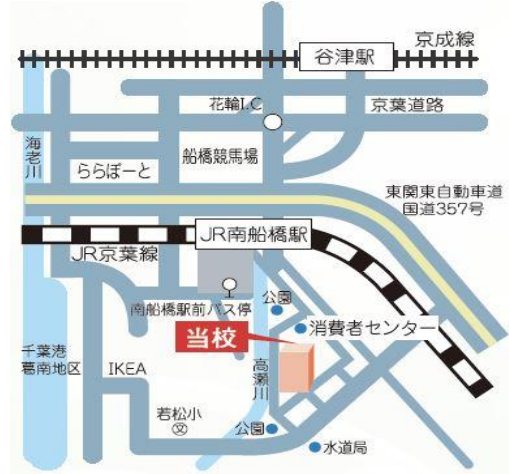 京成線
谷津駅
花輪I.C
京葉道路
海老川
船橋競馬場
ららぽーと
東関東自動車道
国道357号
JR南船橋駅
JR京葉線
南船橋駅前バス停
公園
消費者センター
当校
千葉港
葛南地区
IKEA
高瀬川
若松小
文
公園
水道局